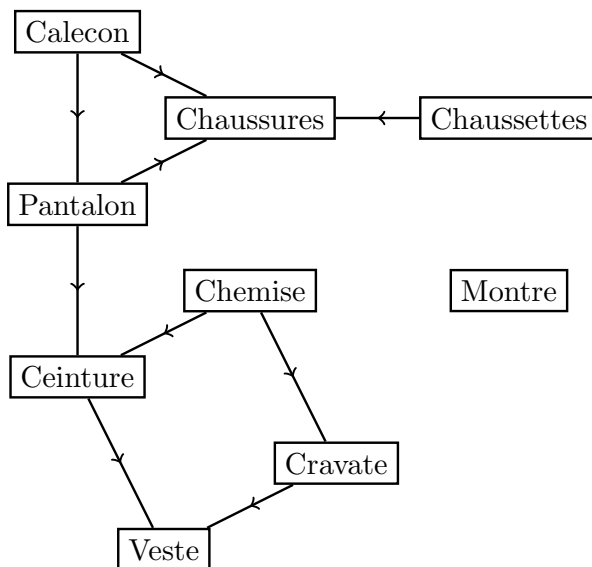 Calecon
Chaussures
Chaussettes
Pantalon
Chemise
Montre
Ceinture
Cravate
Veste